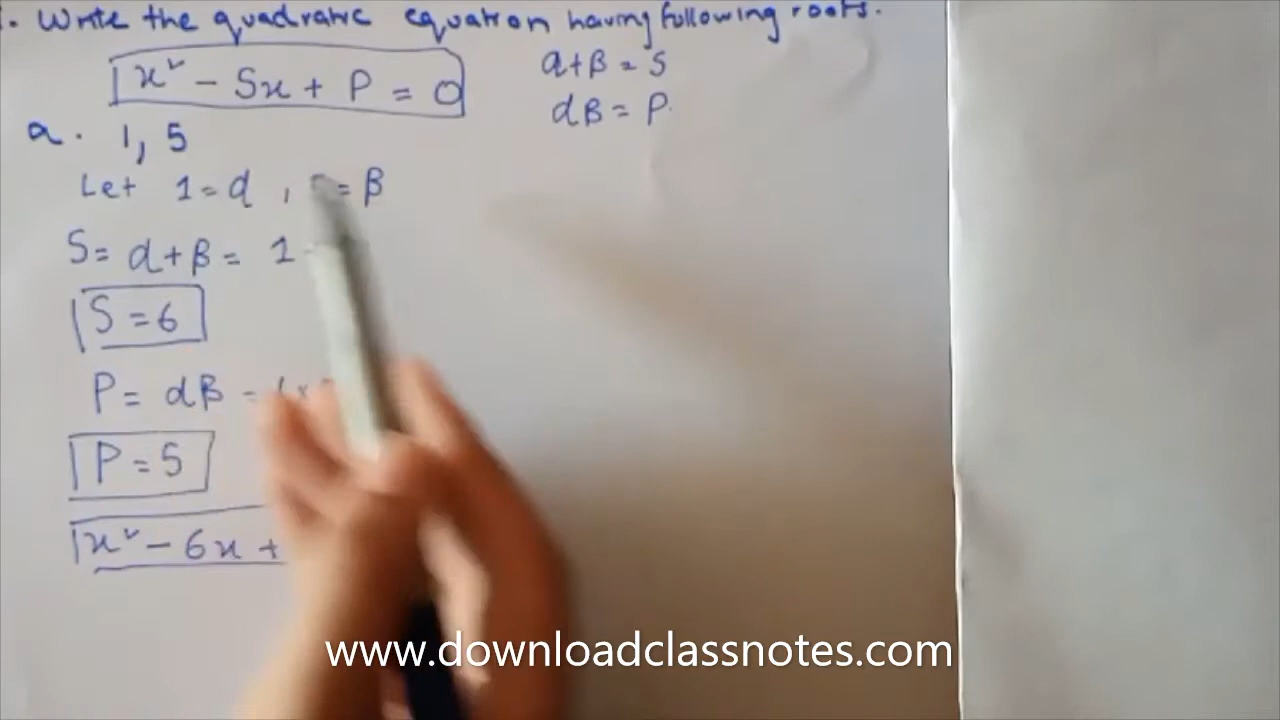 . Write the quadratic equation having following roots.
x² - Sx + P = 0
α+β = S
αβ = P.
a. 1, 5
Let 1 = α , = β
S = α+β = 1
S = 6
P = αβ = 1×
P = 5
x² - 6x +
www.downloadclassnotes.com